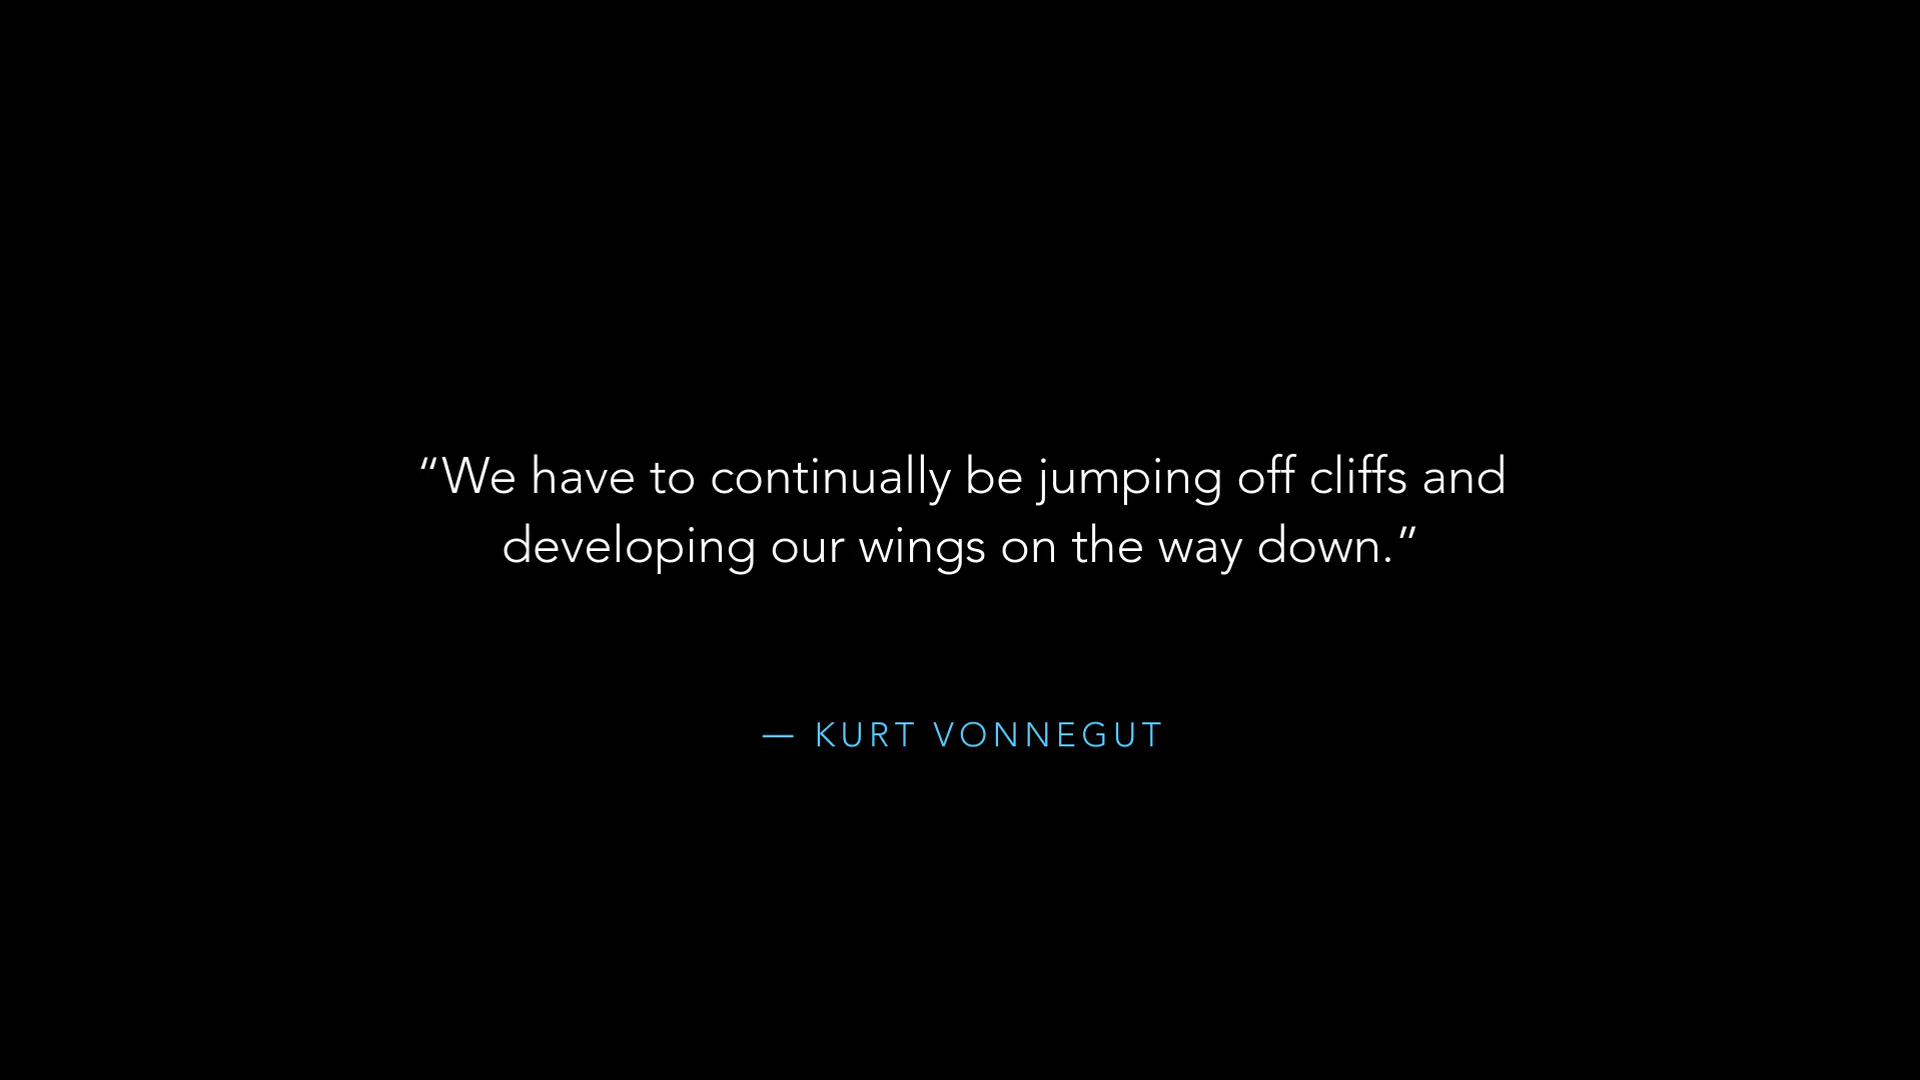 “We have to continually be jumping off cliffs and
developing our wings on the way down.”
— KURT VONNEGUT